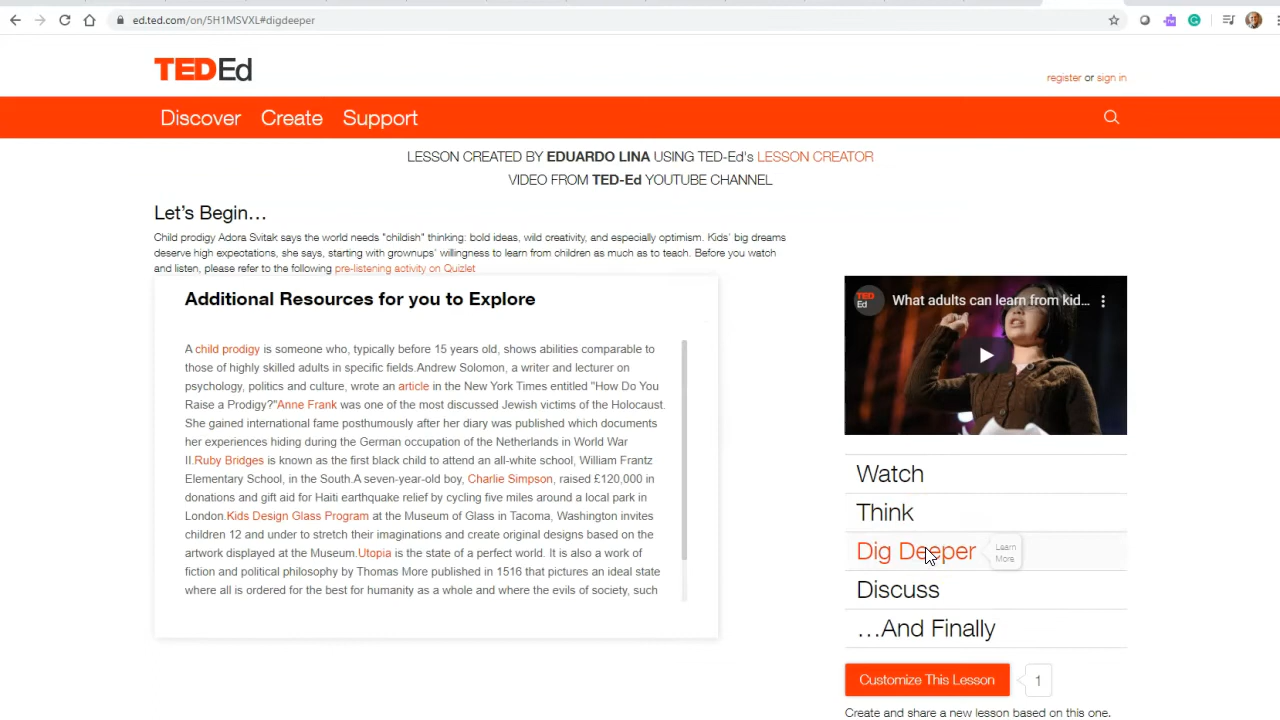 ed.ted.com/on/5H1MSVXL#digdeeper
TEDEd
register or sign in
Discover Create Support
LESSON CREATED BY EDUARDO LINA USING TED-Ed's LESSON CREATOR
VIDEO FROM TED-Ed YOUTUBE CHANNEL
Let's Begin…
Child prodigy Adora Svitak says the world needs "childish" thinking: bold ideas, wild creativity, and especially optimism. Kids' big dreams
deserve high expectations, she says, starting with grownups' willingness to learn from children as much as to teach. Before you watch
and listen, please refer to the following pre-listening activity on Quizlet
Additional Resources for you to Explore
A child prodigy is someone who, typically before 15 years old, shows abilities comparable to
those of highly skilled adults in specific fields.Andrew Solomon, a writer and lecturer on
psychology, politics and culture, wrote an article in the New York Times entitled "How Do You
Raise a Prodigy?"Anne Frank was one of the most discussed Jewish victims of the Holocaust.
She gained international fame posthumously after her diary was published which documents
her experiences hiding during the German occupation of the Netherlands in World War
II.Ruby Bridges is known as the first black child to attend an all-white school, William Frantz
Elementary School, in the South.A seven-year-old boy, Charlie Simpson, raised £120,000 in
donations and gift aid for Haiti earthquake relief by cycling five miles around a local park in
London.Kids Design Glass Program at the Museum of Glass in Tacoma, Washington invites
children 12 and under to stretch their imaginations and create original designs based on the
artwork displayed at the Museum.Utopia is the state of a perfect world. It is also a work of
fiction and political philosophy by Thomas More published in 1516 that pictures an ideal state
where all is ordered for the best for humanity as a whole and where the evils of society, such
TED Ed
What adults can learn from kid...
Watch
Think
Dig Deeper
Learn
More
Discuss
…And Finally
Customize This Lesson
1
Create and share a new lesson based on this one.